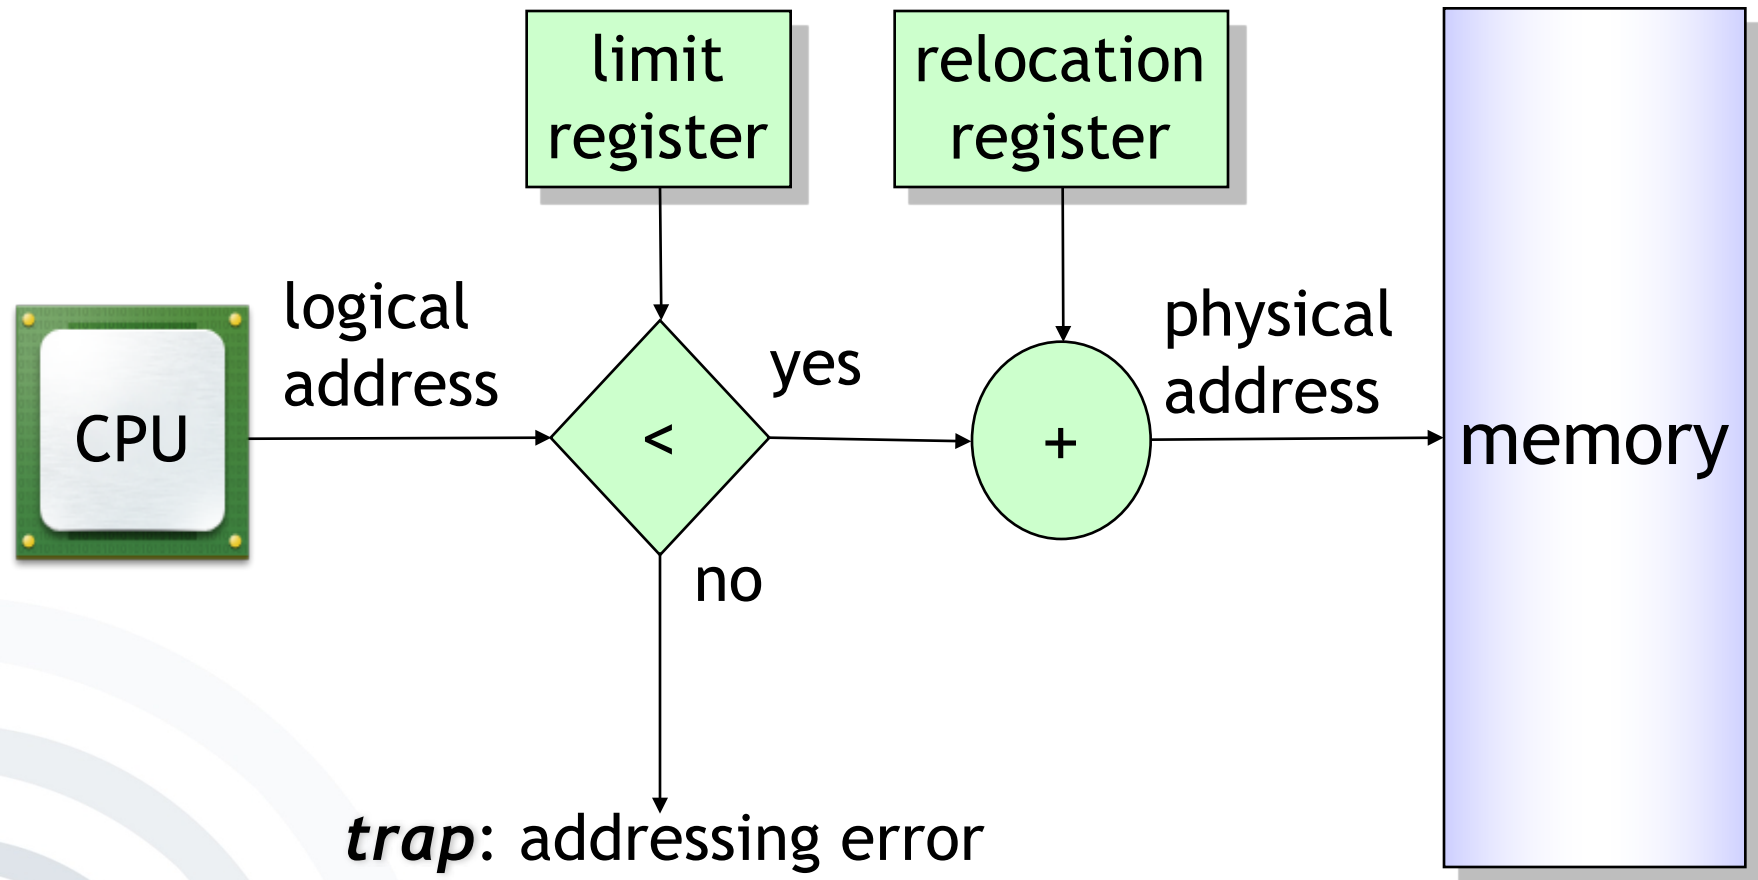 limit
register
relocation
register
logical
address
CPU
<
yes
+
physical
address
memory
no
trap: addressing error